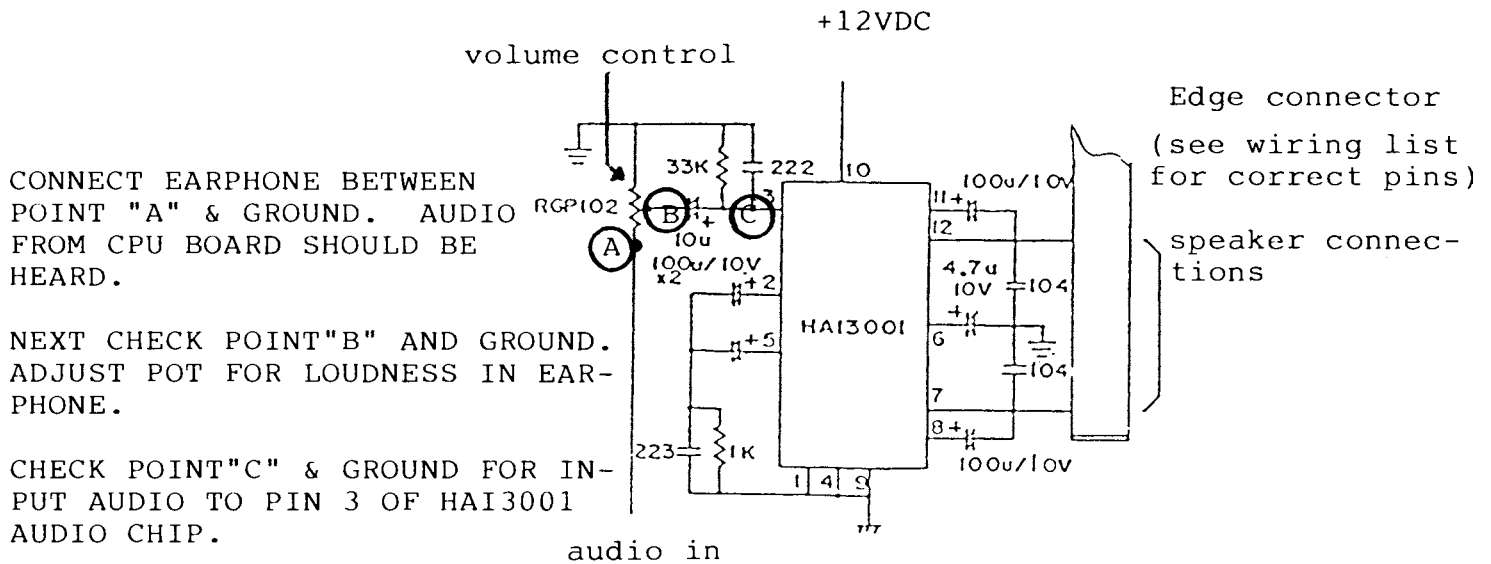 +12VDC
volume control
Edge connector
(see wiring list
for correct pins)
CONNECT EARPHONE BETWEEN
POINT "A" & GROUND. AUDIO
FROM CPU BOARD SHOULD BE
HEARD.
NEXT CHECK POINT"B" AND GROUND.
ADJUST POT FOR LOUDNESS IN EAR-
PHONE.
CHECK POINT"C" & GROUND FOR IN-
PUT AUDIO TO PIN 3 OF HA13001
AUDIO CHIP.
RGP102
33K
222
A
B
C
+
10u
100u/10V
x2
3
10
+2
+5
223
1K
HA13001
1
4
9
11+
100u/10V
12
4.7u
10V
104
+
6
104
7
8+
100u/10V
speaker connec-
tions
audio in